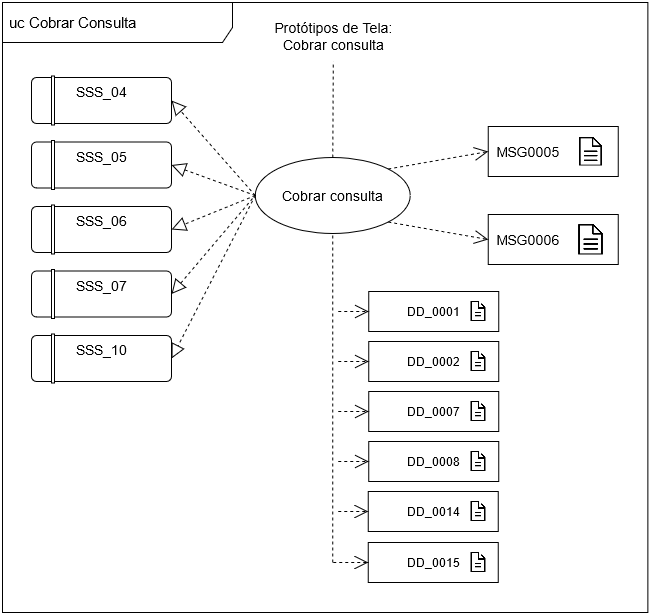 uc Cobrar Consulta
Protótipos de Tela:
Cobrar consulta
SSS_04
SSS_05
SSS_06
SSS_07
SSS_10
Cobrar consulta
MSG0005
MSG0006
DD_0001
DD_0002
DD_0007
DD_0008
DD_0014
DD_0015